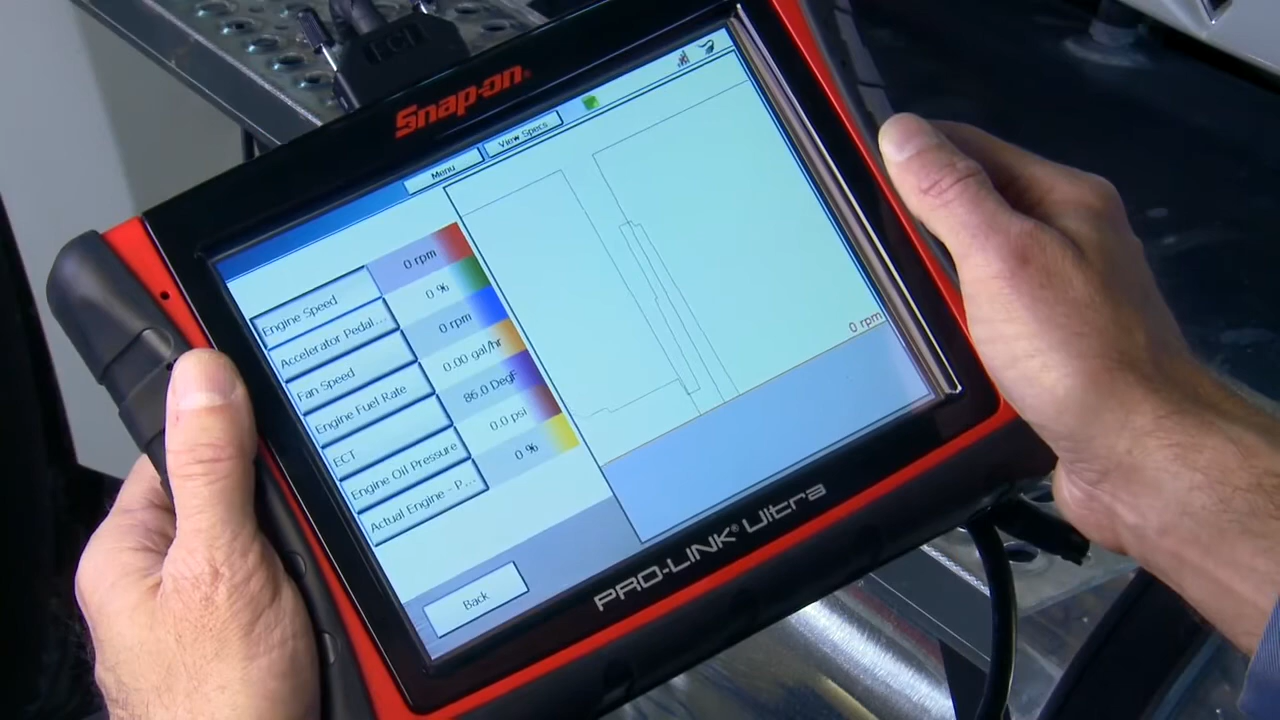 Snap-on
Menu
View Specs
Engine Speed
0 rpm
Accelerator Pedal...
0 %
Fan Speed
0 rpm
Engine Fuel Rate
0.00 gal/hr
ECT
86.0 DegF
Engine Oil Pressure
0.0 psi
Actual Engine - P...
0 %
0 rpm
Back
PRO-LINK® Ultra